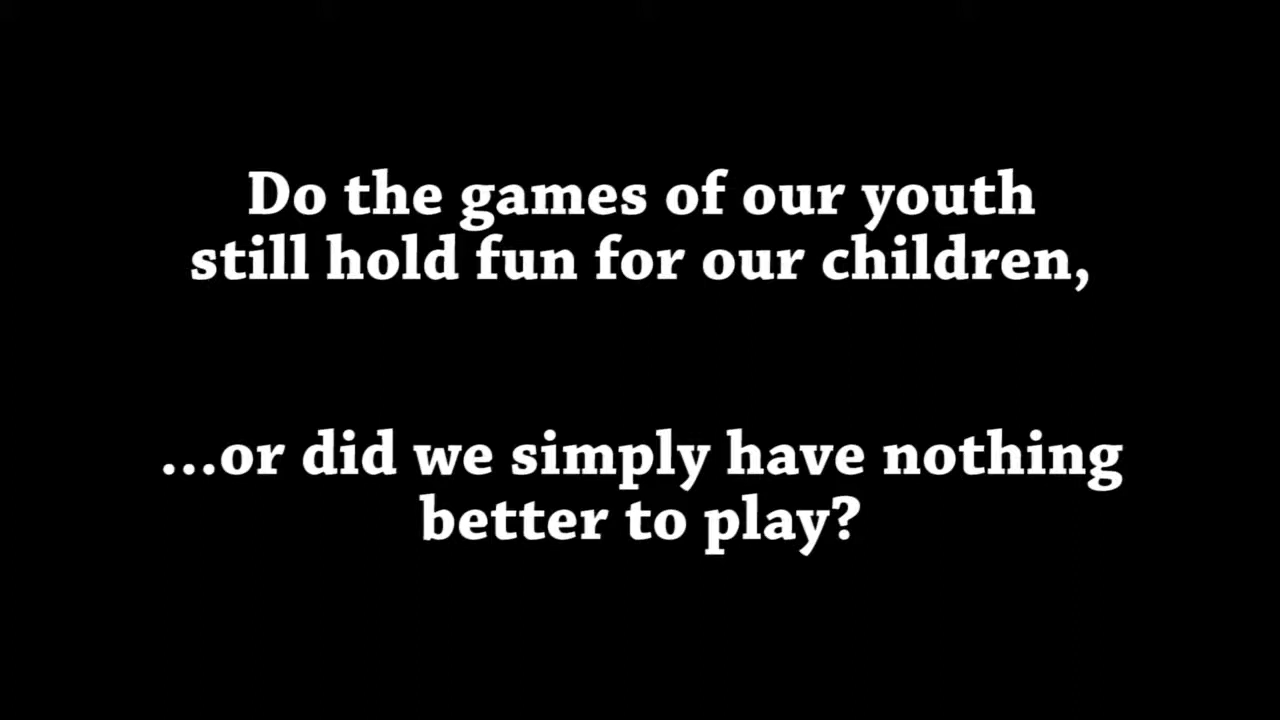 Do the games of our youth
still hold fun for our children,
...or did we simply have nothing
better to play?